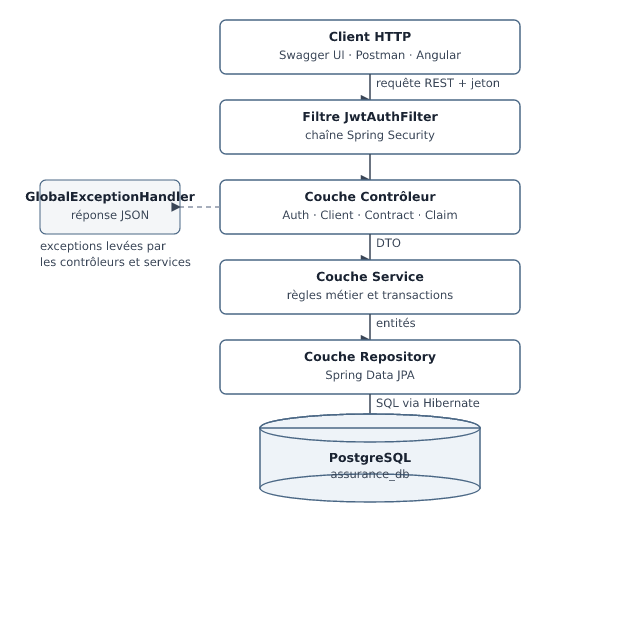 Client HTTP
Swagger UI · Postman · Angular
requête REST + jeton
Filtre JwtAuthFilter
chaîne Spring Security
GlobalExceptionHandler
réponse JSON
exceptions levées par
les contrôleurs et services
Couche Contrôleur
Auth · Client · Contract · Claim
DTO
Couche Service
règles métier et transactions
entités
Couche Repository
Spring Data JPA
SQL via Hibernate
PostgreSQL
assurance_db